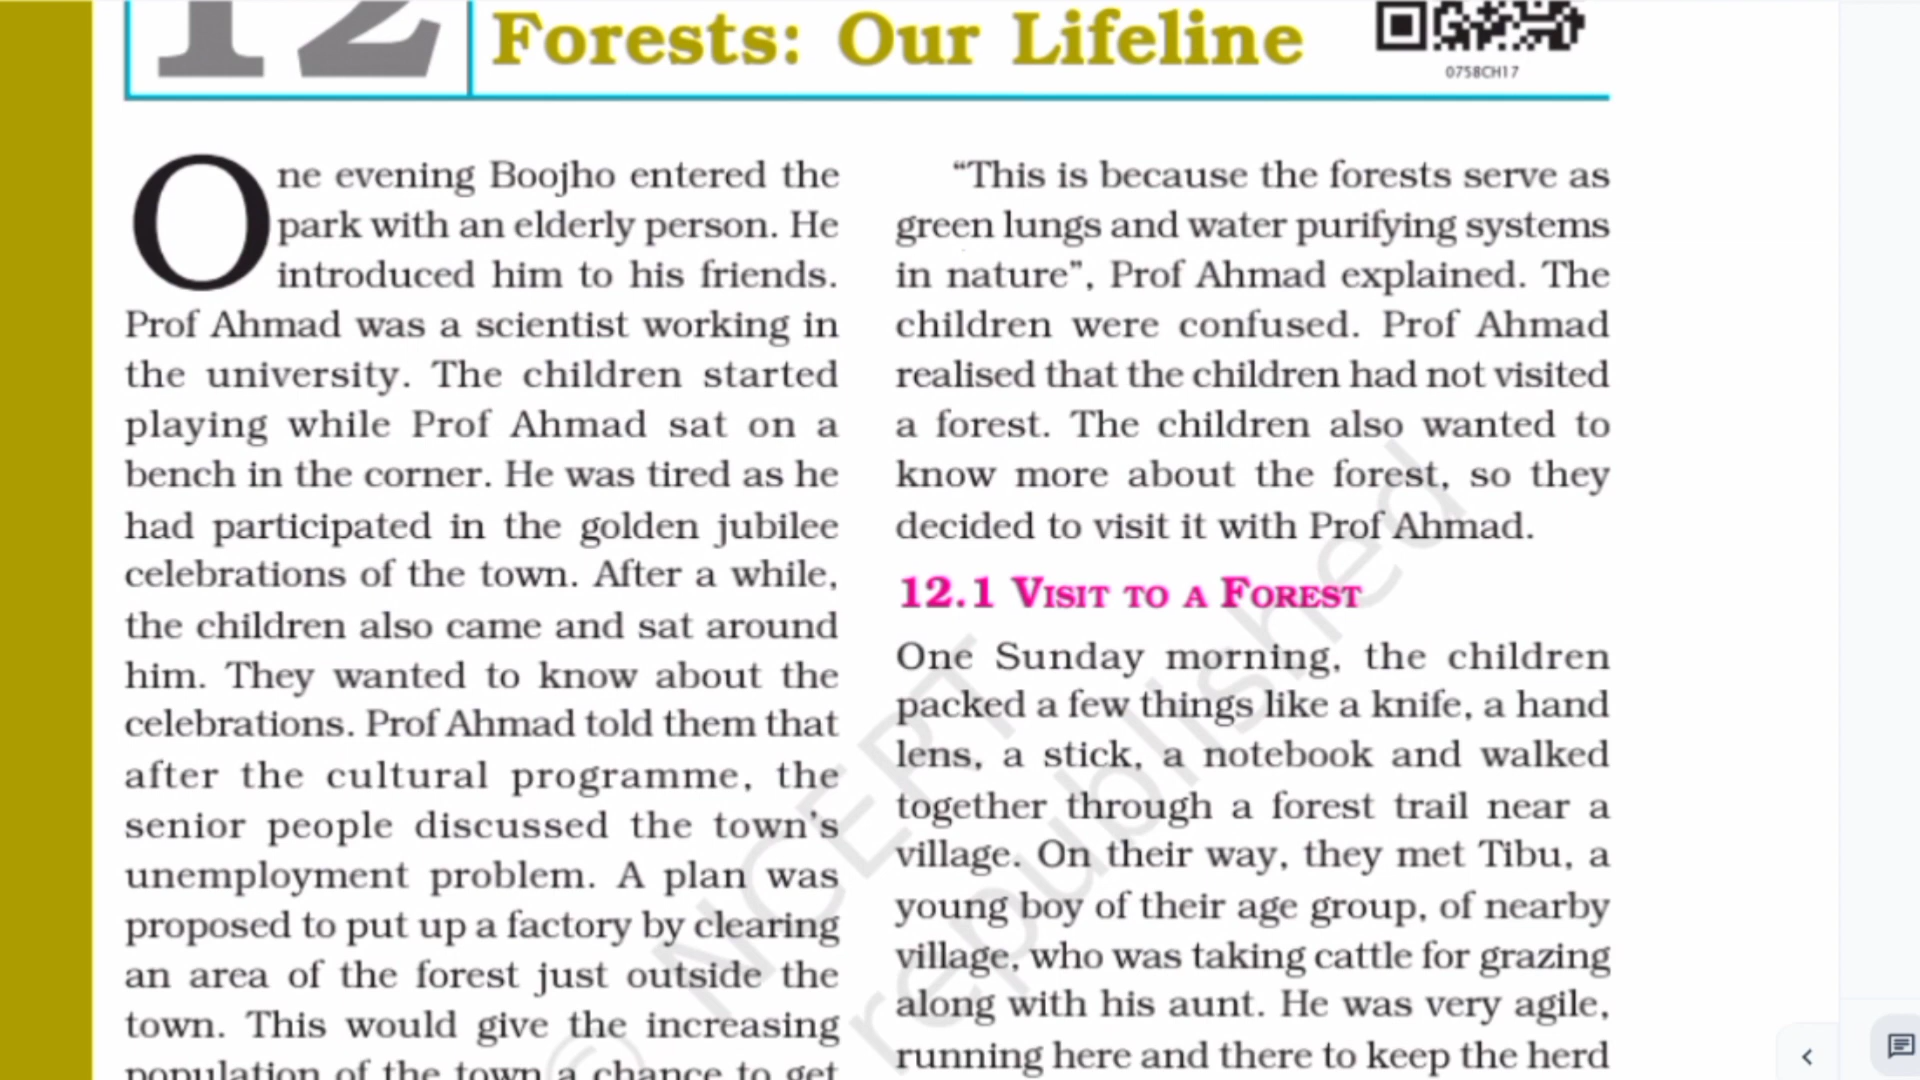 12
Forests: Our Lifeline
0758CH17
One evening Boojho entered the
park with an elderly person. He
introduced him to his friends.
Prof Ahmad was a scientist working in
the university. The children started
playing while Prof Ahmad sat on a
bench in the corner. He was tired as he
had participated in the golden jubilee
celebrations of the town. After a while,
the children also came and sat around
him. They wanted to know about the
celebrations. Prof Ahmad told them that
after the cultural programme, the
senior people discussed the town's
unemployment problem. A plan was
proposed to put up a factory by clearing
an area of the forest just outside the
town. This would give the increasing
population of the town a chance to get
“This is because the forests serve as
green lungs and water purifying systems
in nature”, Prof Ahmad explained. The
children were confused. Prof Ahmad
realised that the children had not visited
a forest. The children also wanted to
know more about the forest, so they
decided to visit it with Prof Ahmad.
12.1 VISIT TO A FOREST
One Sunday morning, the children
packed a few things like a knife, a hand
lens, a stick, a notebook and walked
together through a forest trail near a
village. On their way, they met Tibu, a
young boy of their age group, of nearby
village, who was taking cattle for grazing
along with his aunt. He was very agile,
running here and there to keep the herd
© NCERT
republished